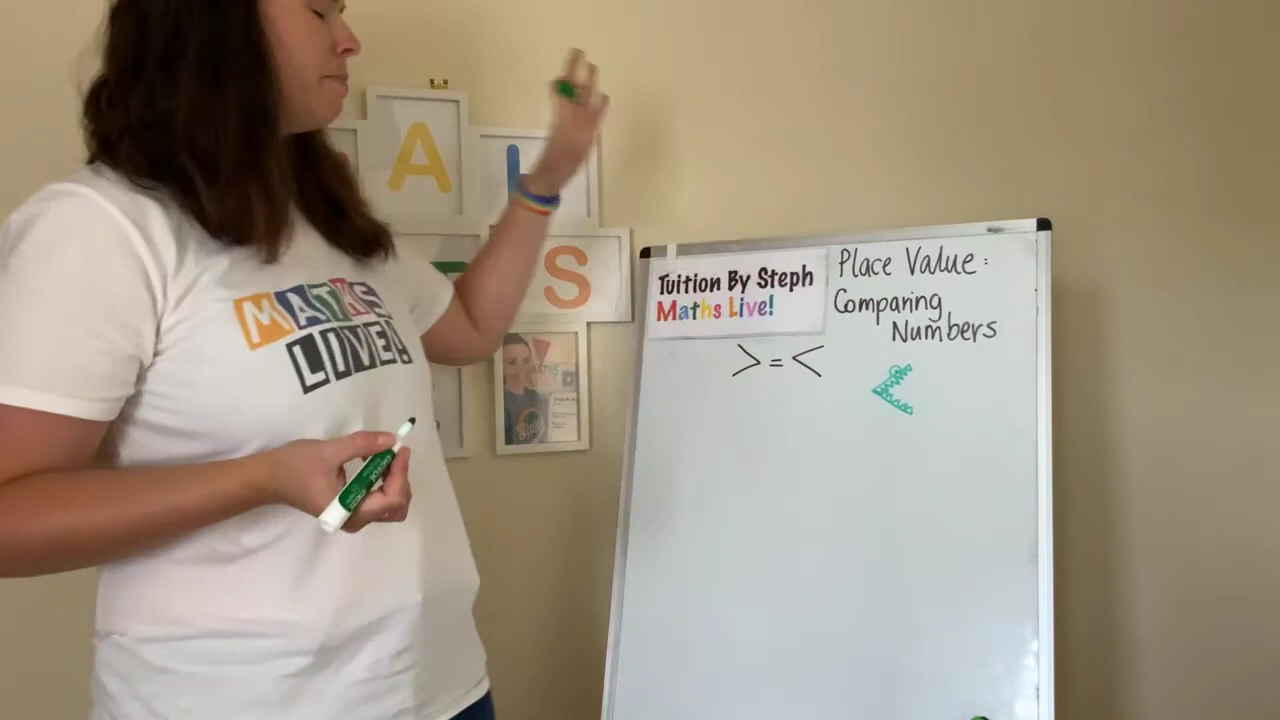 A
L
S
MATHS
LIVE!
Tuition By Steph
Maths Live!
Place Value:
Comparing
Numbers
> = <